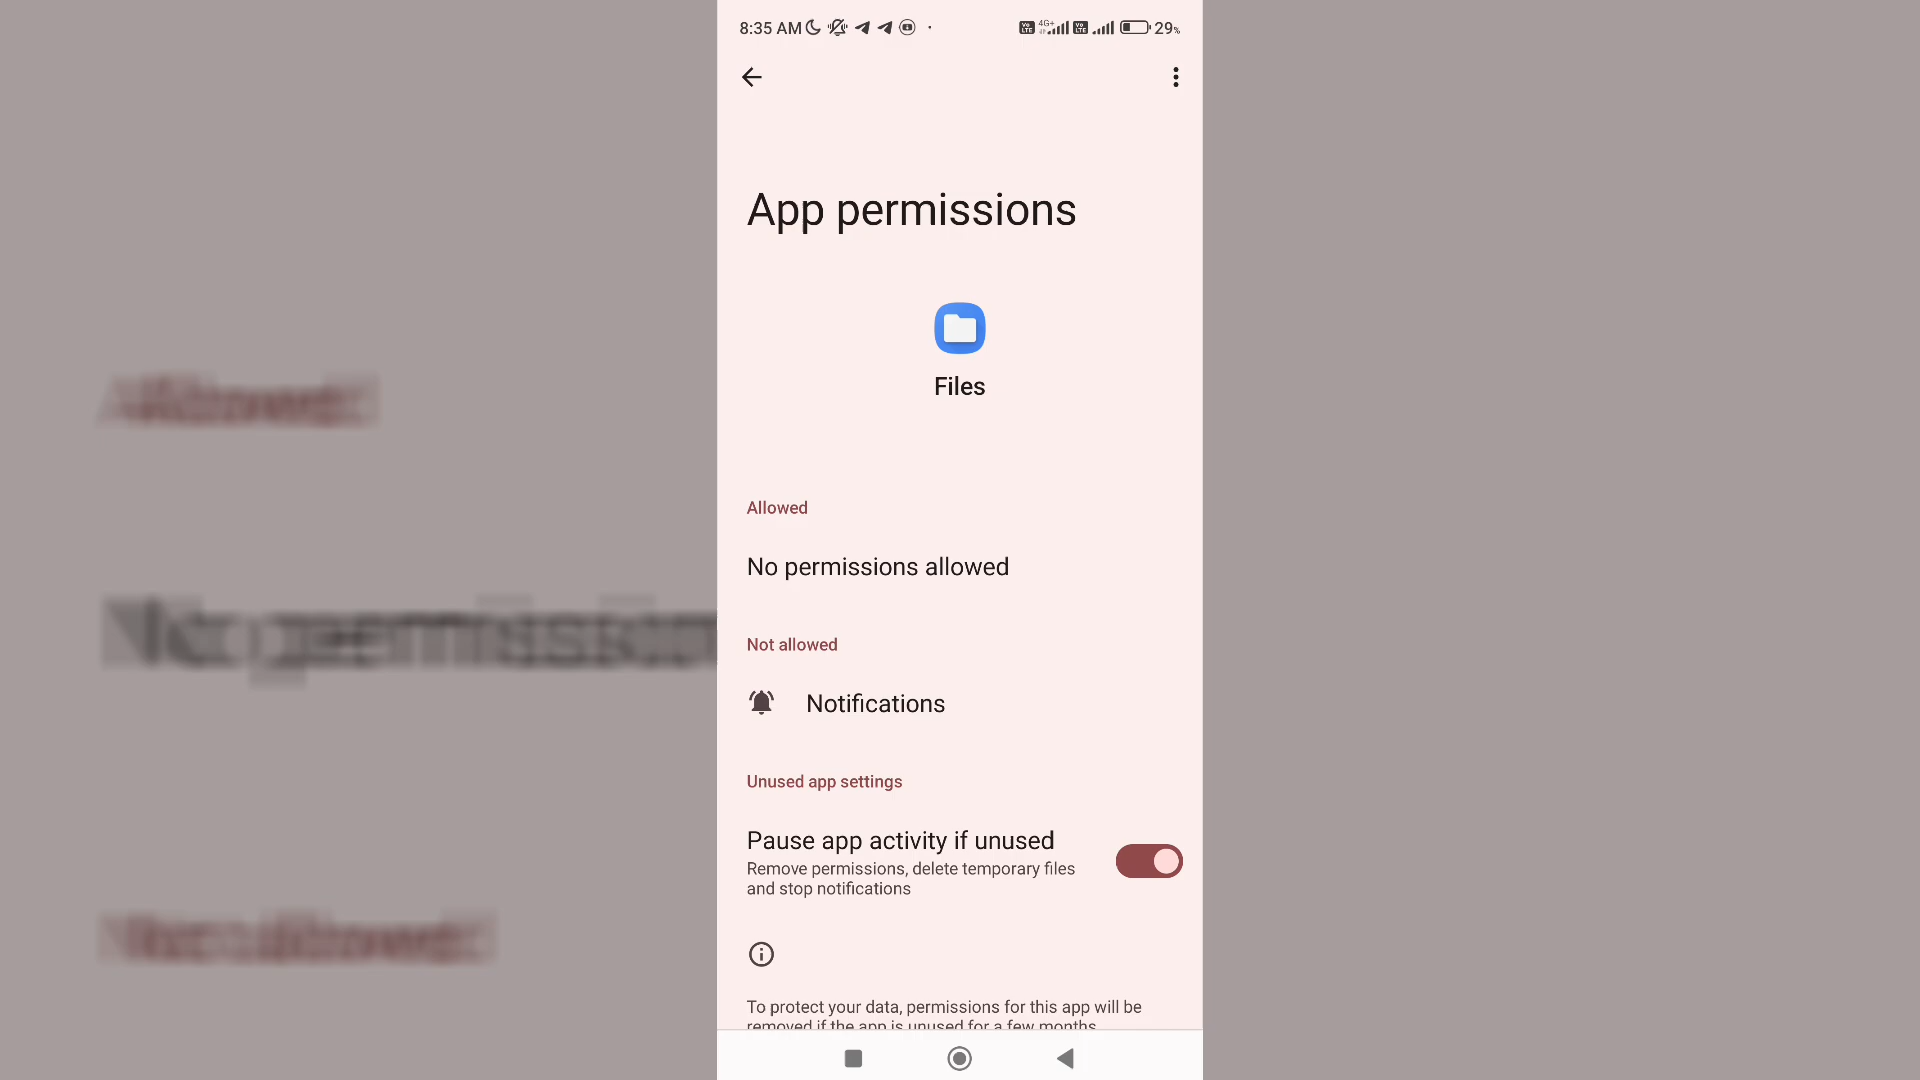 8:35 AM 4G+ 29%
App permissions
Files
Allowed
No permissions allowed
Not allowed
Notifications
Unused app settings
Pause app activity if unused
Remove permissions, delete temporary files
and stop notifications
To protect your data, permissions for this app will be
removed if the app is unused for a few months.